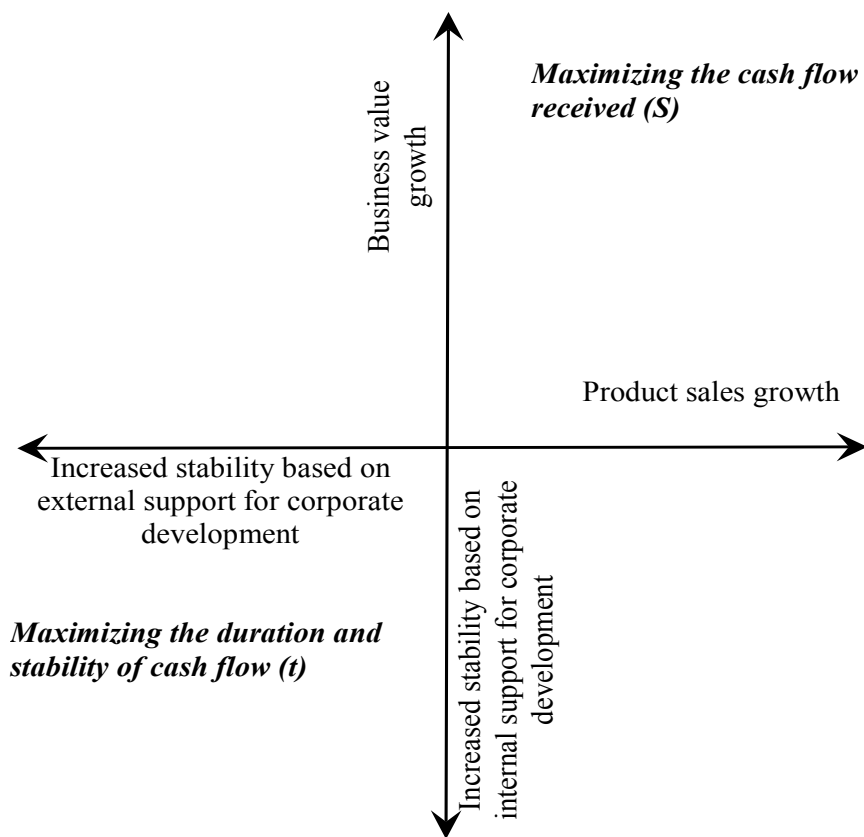 Maximizing the cash flow
received (S)
Business value
growth
Product sales growth
Increased stability based on
external support for corporate
development
Increased stability based on
internal support for corporate
development
Maximizing the duration and
stability of cash flow (t)